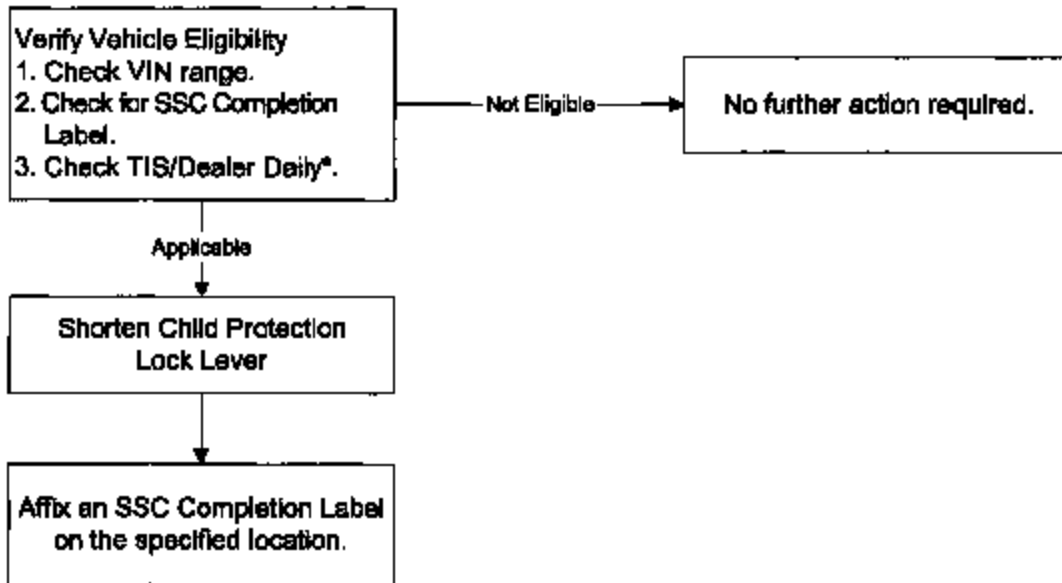 Verify Vehicle Eligibility
1. Check VIN range.
2. Check for SSC Completion
Label.
3. Check TIS/Dealer Daily*.
Not Eligible
No further action required.
Applicable
Shorten Child Protection
Lock Lever
Affix an SSC Completion Label
on the specified location.